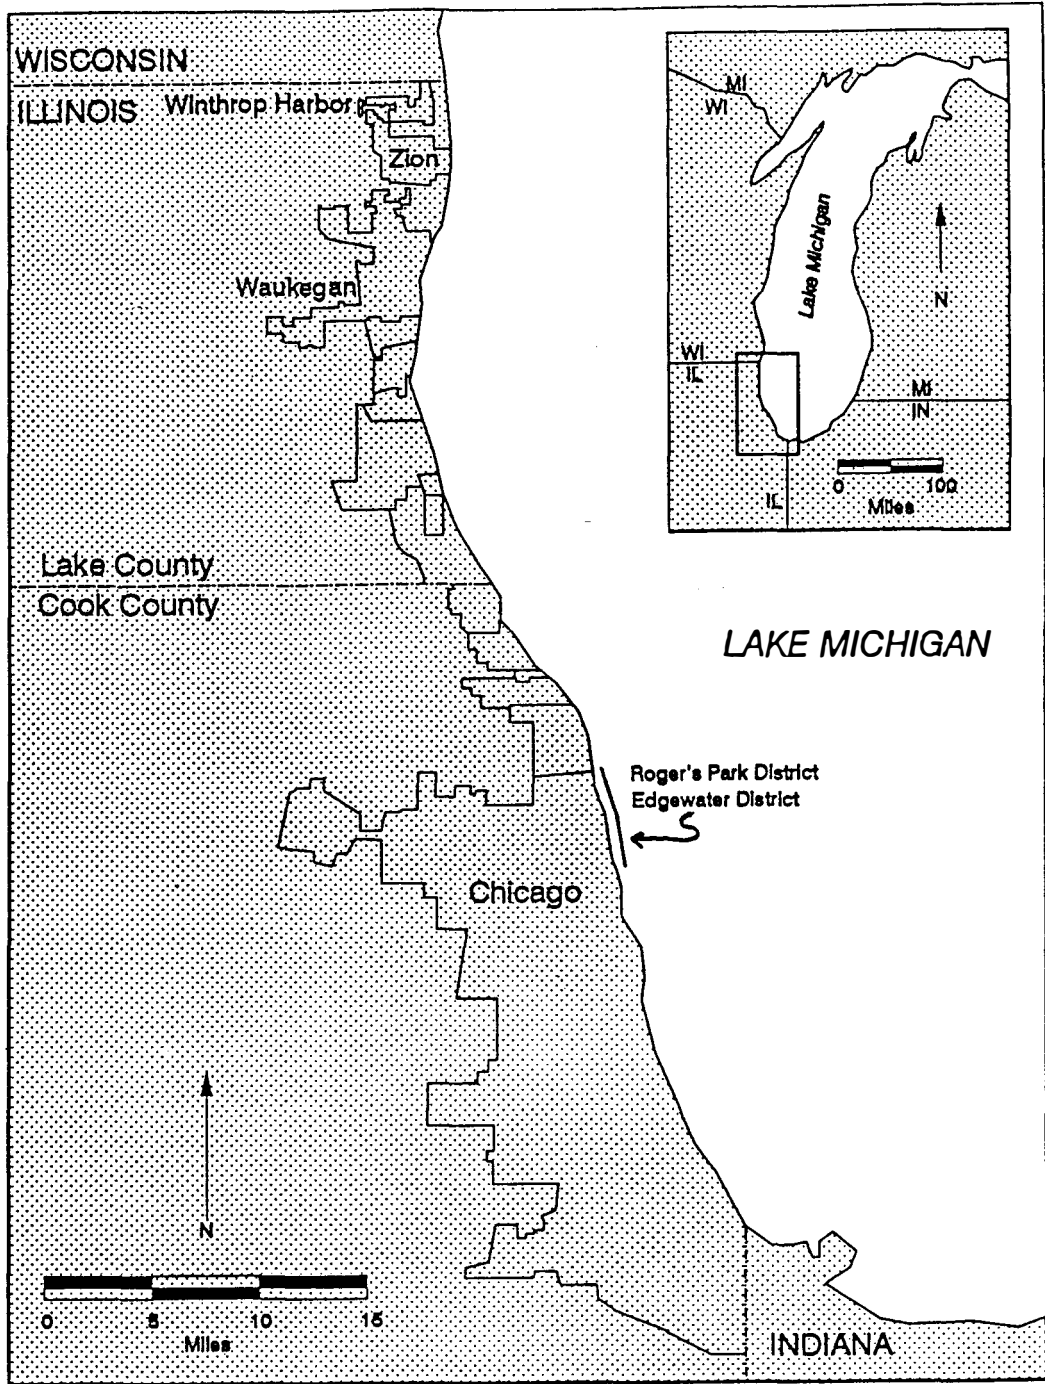 WISCONSIN
ILLINOIS
Winthrop Harbor
Zion
Waukegan
Lake County
Cook County
MI
WI
Lake Michigan
N
WI
IL
MI
IN
IL
0 100
Miles
LAKE MICHIGAN
Roger's Park District
Edgewater District
Chicago
N
0 5 10 15
Miles
INDIANA